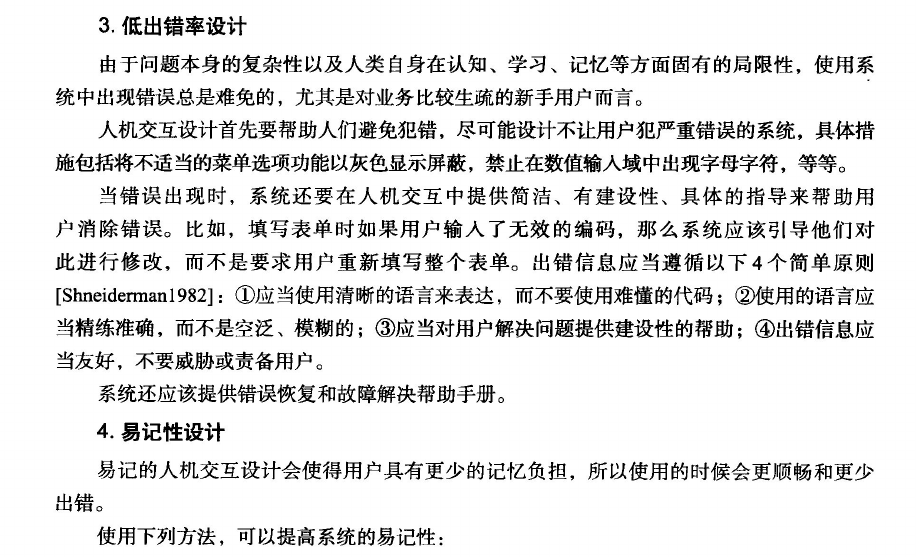 3. 低出错率设计
由于问题本身的复杂性以及人类自身在认知、学习、记忆等方面固有的局限性，使用系
统中出现错误总是难免的，尤其是对业务比较生疏的新手用户而言。
人机交互设计首先要帮助人们避免犯错，尽可能设计不让用户犯严重错误的系统，具体措
施包括将不适当的菜单选项功能以灰色显示屏蔽，禁止在数值输入域中出现字母字符，等等。
当错误出现时，系统还要在人机交互中提供简洁、有建设性、具体的指导来帮助用
户消除错误。比如，填写表单时如果用户输入了无效的编码，那么系统应该引导他们对
此进行修改，而不是要求用户重新填写整个表单。出错信息应当遵循以下4个简单原则
[Shneiderman1982]：①应当使用清晰的语言来表达，而不要使用难懂的代码；②使用的语言应
当精练准确，而不是空泛、模糊的；③应当对用户解决问题提供建设性的帮助；④出错信息应
当友好，不要威胁或责备用户。
系统还应该提供错误恢复和故障解决帮助手册。
4. 易记性设计
易记的人机交互设计会使得用户具有更少的记忆负担，所以使用的时候会更顺畅和更少
出错。
使用下列方法，可以提高系统的易记性：